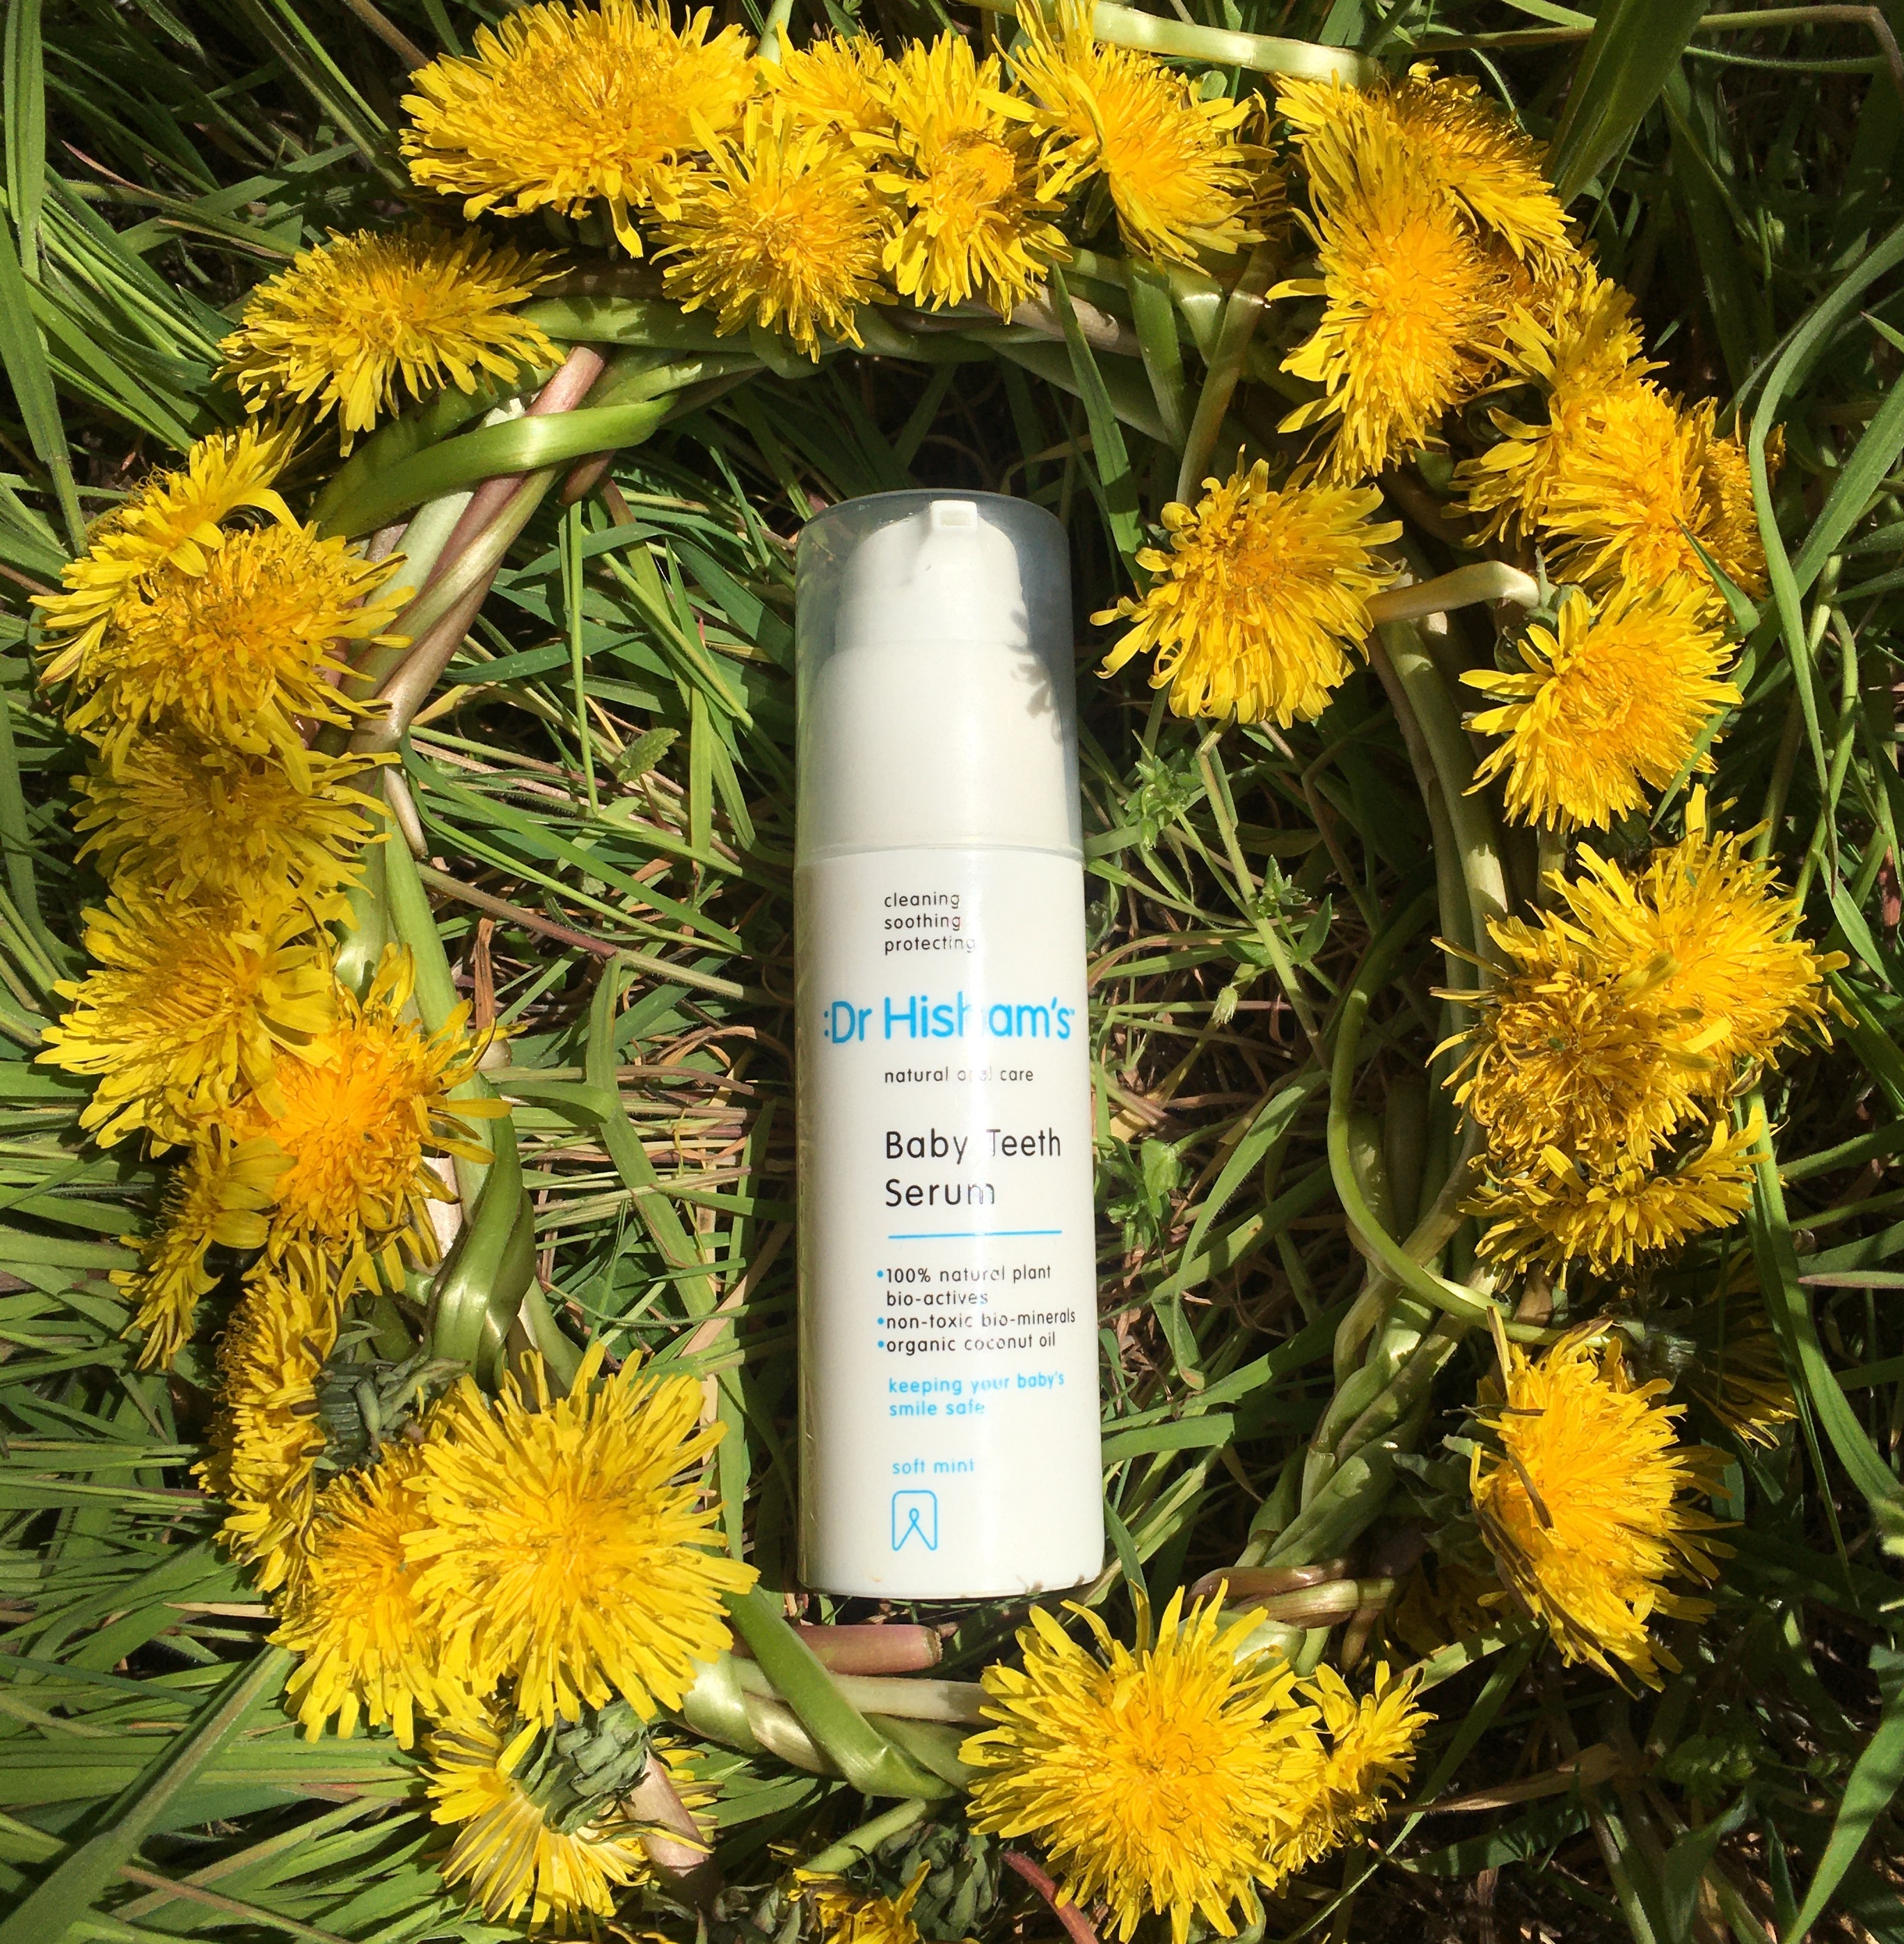 cleaning
soothing
protecting
:Dr Hisham's™
natural oral care
Baby Teeth
Serum
•100% natural plant
bio-actives
•non-toxic bio-minerals
•organic coconut oil
keeping your baby's
smile safe
soft mint